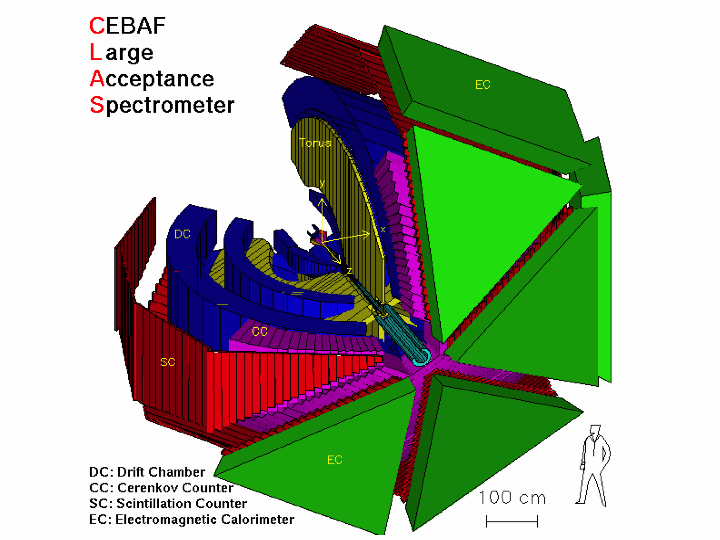 CEBAF
Large
Acceptance
Spectrometer
EC
Torus
y
x
DC
z
CC
SC
EC
DC: Drift Chamber
CC: Cerenkov Counter
SC: Scintillation Counter
EC: Electromagnetic Calorimeter
100 cm